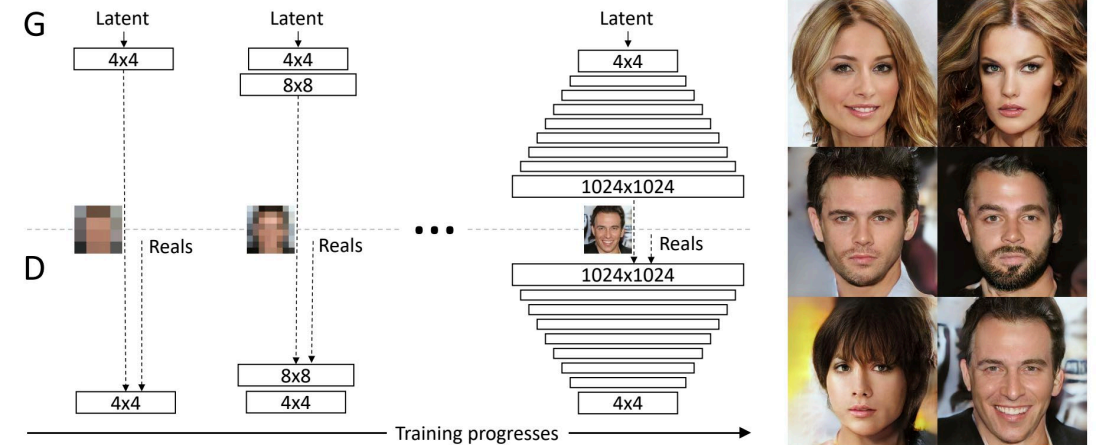 G
Latent
Latent
Latent
4x4
4x4
4x4
8x8
1024x1024
Reals
Reals
Reals
D
1024x1024
8x8
4x4
4x4
4x4
Training progresses